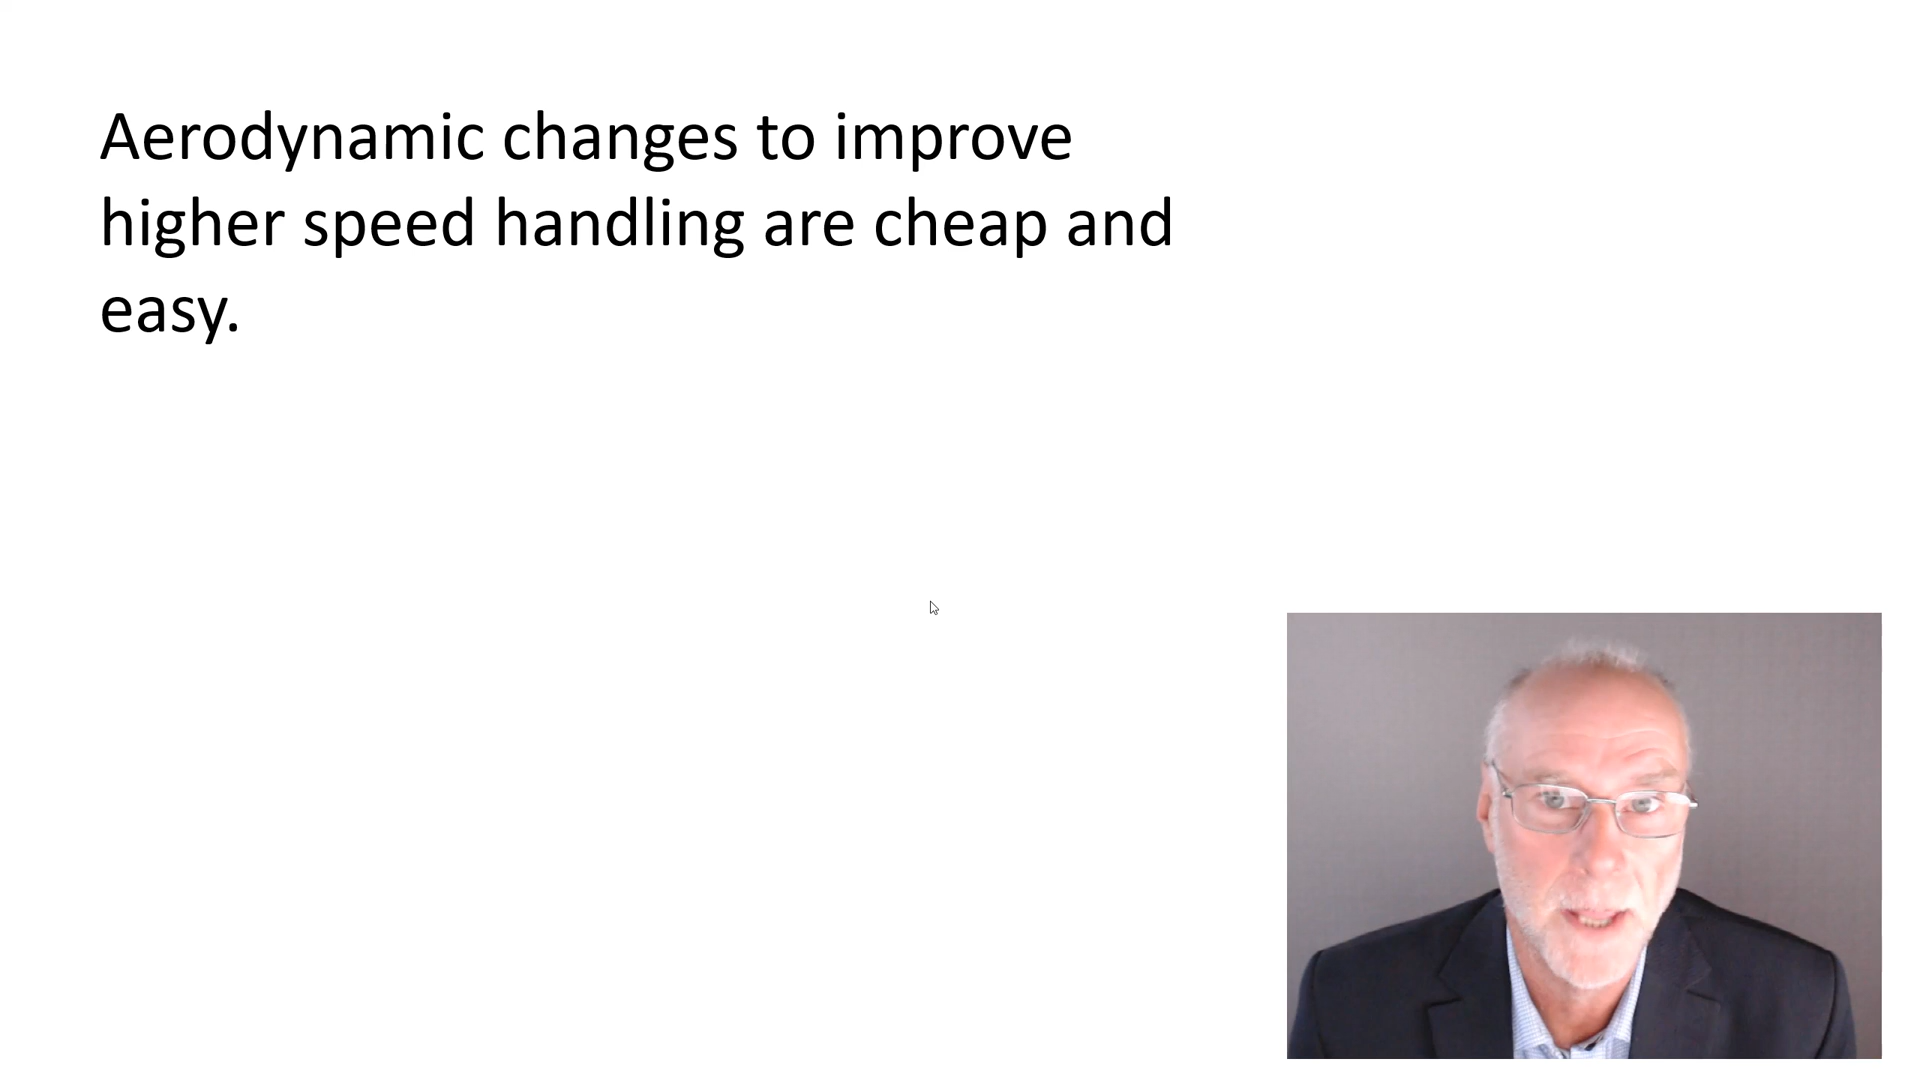 Aerodynamic changes to improve
higher speed handling are cheap and
easy.